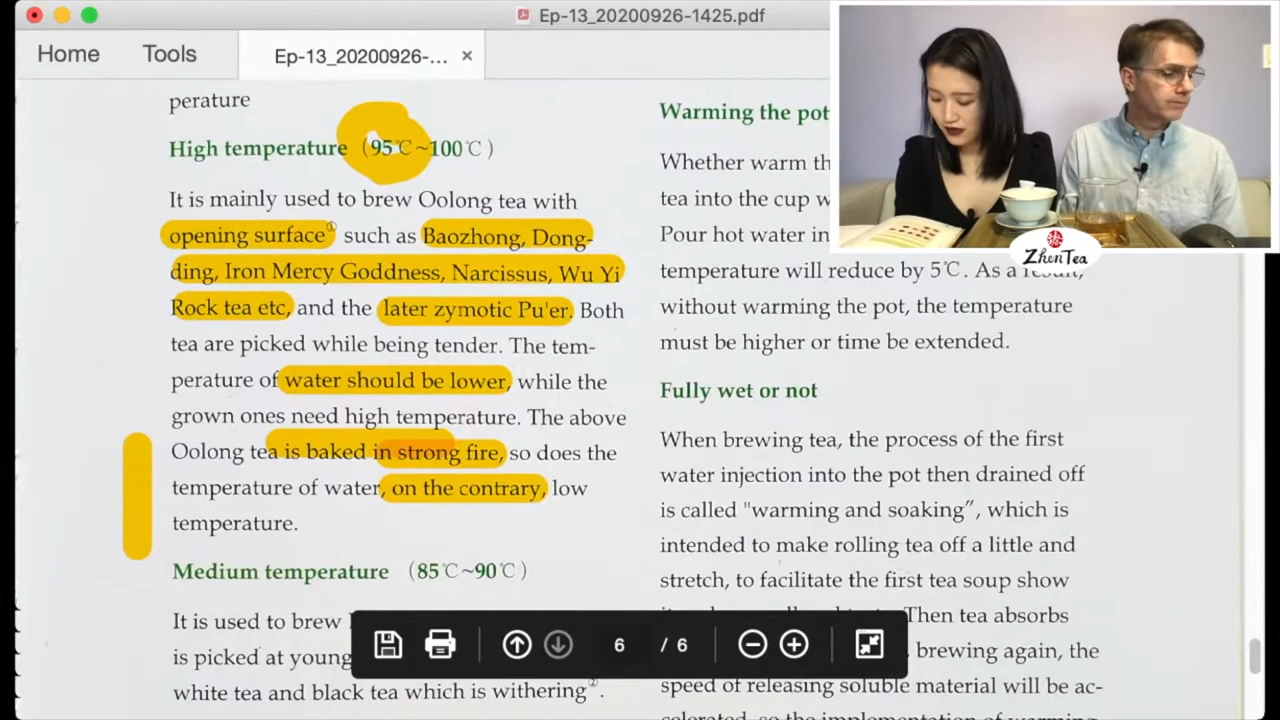 Ep-13_20200926-1425.pdf
Home
Tools
Ep-13_20200926-...
×
perature
High temperature (95℃~100℃)
It is mainly used to brew Oolong tea with
opening surface① such as Baozhong, Dong-
ding, Iron Mercy Goddness, Narcissus, Wu Yi
Rock tea etc, and the later zymotic Pu'er. Both
tea are picked while being tender. The tem-
perature of water should be lower, while the
grown ones need high temperature. The above
Oolong tea is baked in strong fire, so does the
temperature of water, on the contrary, low
temperature.
Medium temperature (85℃~90℃)
It is used to brew
is picked at young
white tea and black tea which is withering②.
Warming the pot
Whether warm th
tea into the cup w
Pour hot water in
temperature will reduce by 5℃. As a result,
without warming the pot, the temperature
must be higher or time be extended.
Fully wet or not
When brewing tea, the process of the first
water injection into the pot then drained off
is called "warming and soaking", which is
intended to make rolling tea off a little and
stretch, to facilitate the first tea soup show
Then tea absorbs
brewing again, the
speed of releasing soluble material will be ac-
celerated, so the implementation of warming
ZhenTea
6 / 6